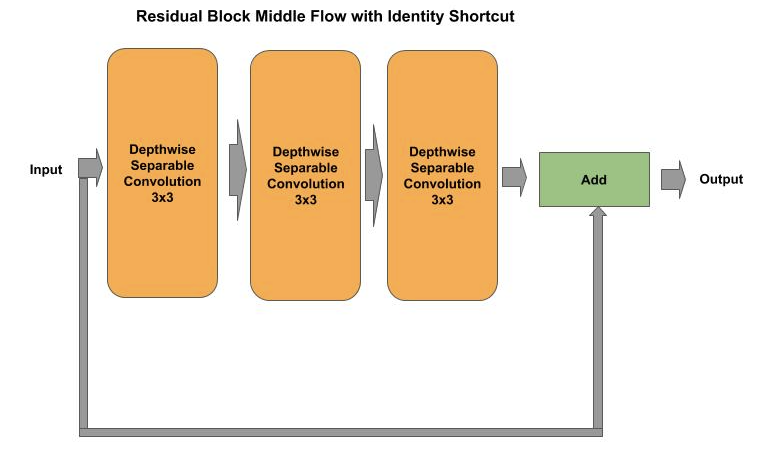 Residual Block Middle Flow with Identity Shortcut
Input
Depthwise
Separable
Convolution
3x3
Depthwise
Separable
Convolution
3x3
Depthwise
Separable
Convolution
3x3
Add
Output